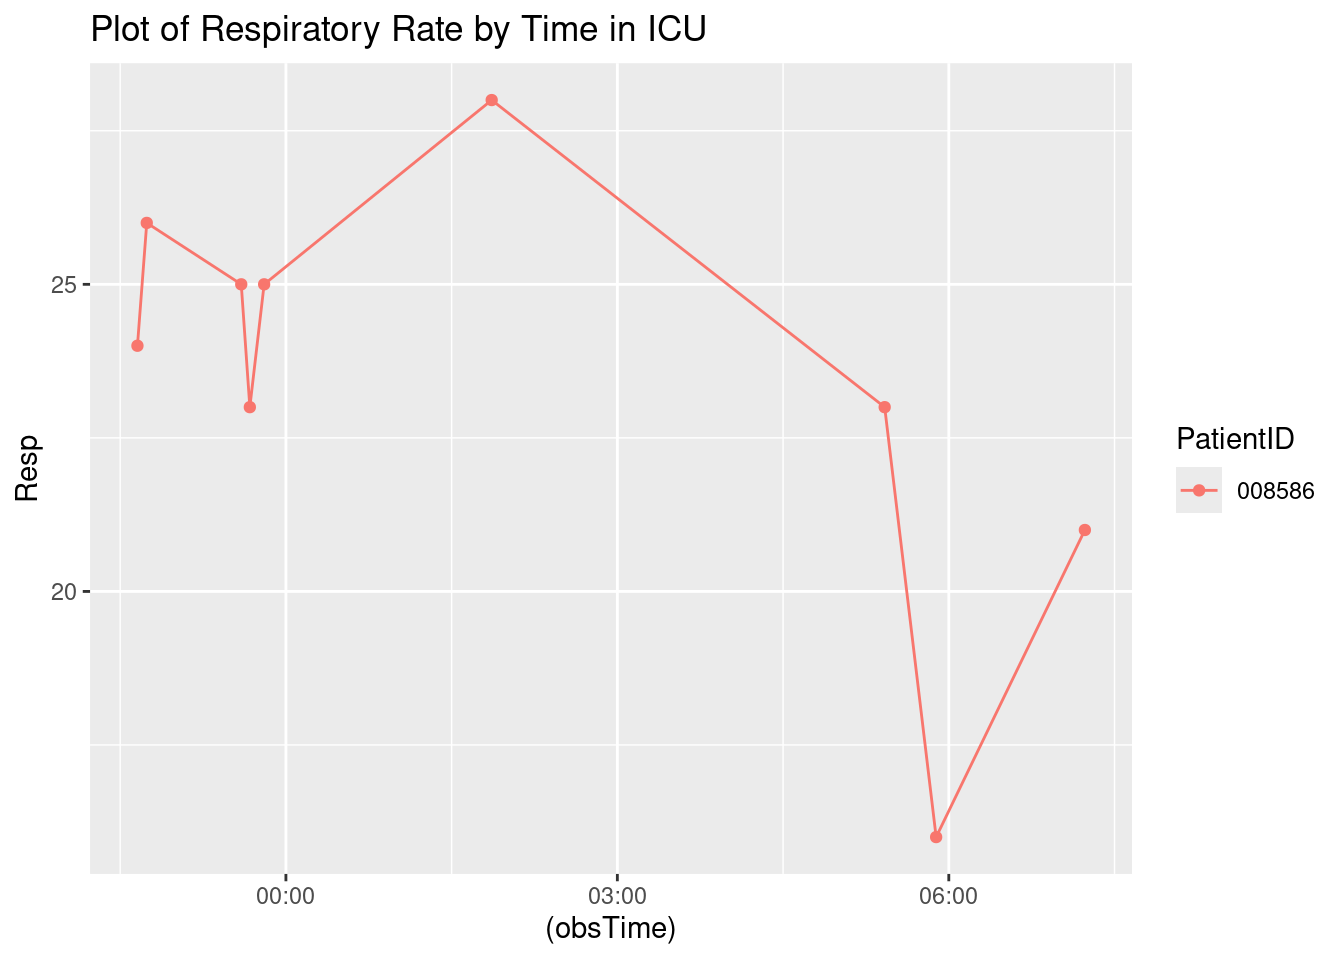 Plot of Respiratory Rate by Time in ICU
Resp
25
20
00:00 03:00 06:00
(obsTime)
PatientID
008586